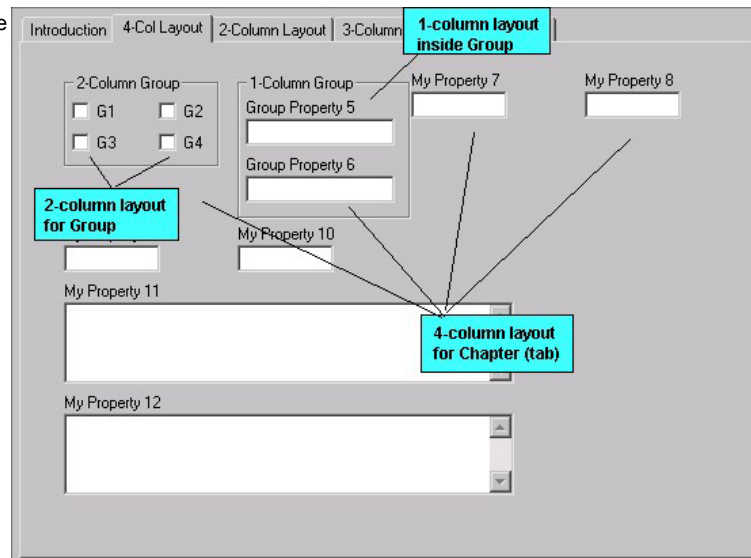 e
Introduction 4-Col Layout 2-Column Layout 3-Column
1-column layout
inside Group
2-Column Group
G1 G2
G3 G4
1-Column Group
Group Property 5
Group Property 6
My Property 7
My Property 8
2-column layout
for Group
My Property 10
My Property 11
4-column layout
for Chapter (tab)
My Property 12